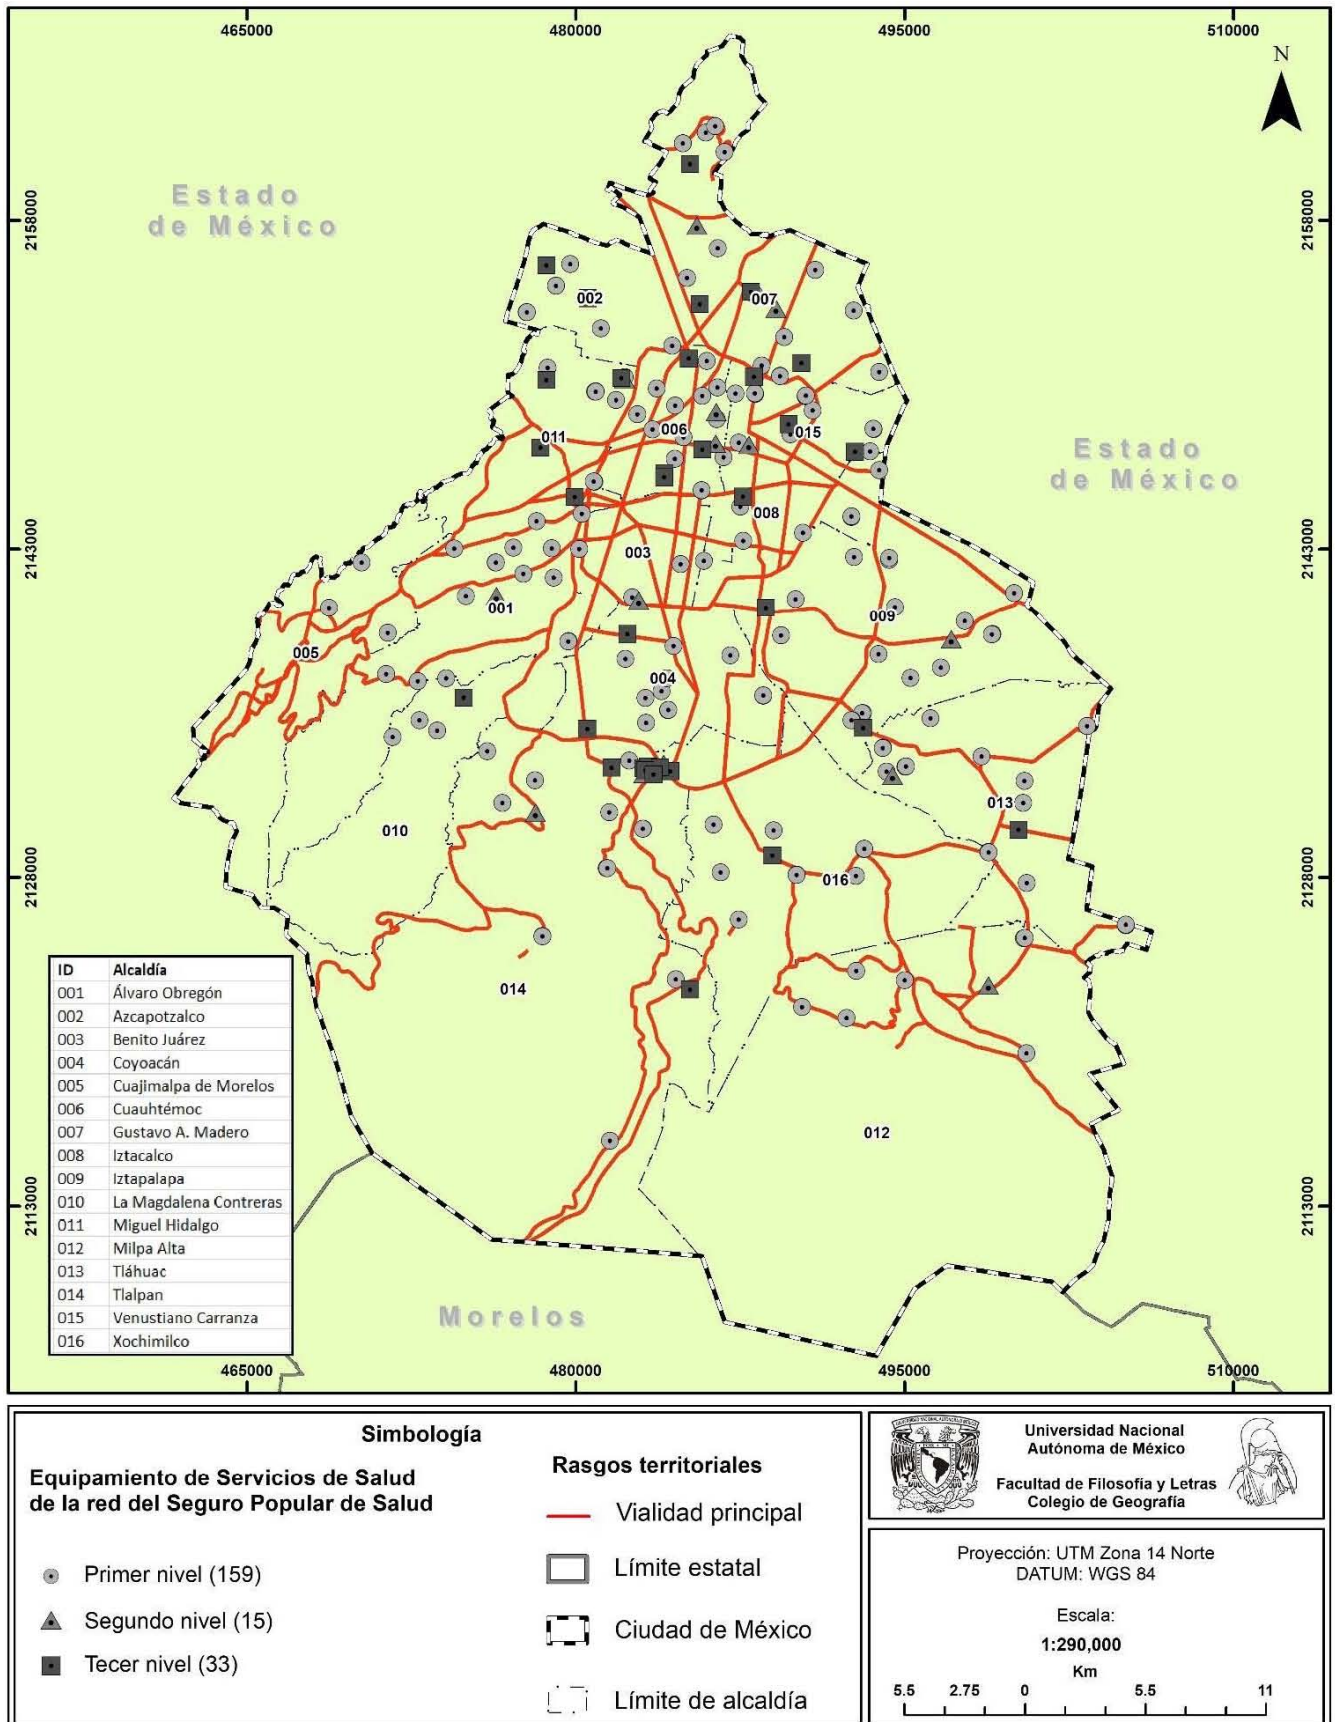 465000
480000
495000
510000
N
Estado
de México
2158000
2158000
002
007
006
015
011
Estado
de México
008
2143000
003
2143000
001
009
005
004
013
010
016
2128000
2128000
014
012
ID Alcaldía
001 Álvaro Obregón
002 Azcapotzalco
003 Benito Juárez
004 Coyoacán
005 Cuajimalpa de Morelos
006 Cuauhtémoc
007 Gustavo A. Madero
008 Iztacalco
009 Iztapalapa
010 La Magdalena Contreras
011 Miguel Hidalgo
012 Milpa Alta
013 Tláhuac
014 Tlalpan
015 Venustiano Carranza
016 Xochimilco
2113000
2113000
Morelos
465000
480000
495000
510000
Simbología
Equipamiento de Servicios de Salud
de la red del Seguro Popular de Salud
Primer nivel (159)
Segundo nivel (15)
Tecer nivel (33)
Rasgos territoriales
Vialidad principal
Límite estatal
Ciudad de México
Límite de alcaldía
Universidad Nacional
Autónoma de México
Facultad de Filosofía y Letras
Colegio de Geografía
Proyección: UTM Zona 14 Norte
DATUM: WGS 84
Escala:
1:290,000
Km
5.5 2.75 0 5.5 11